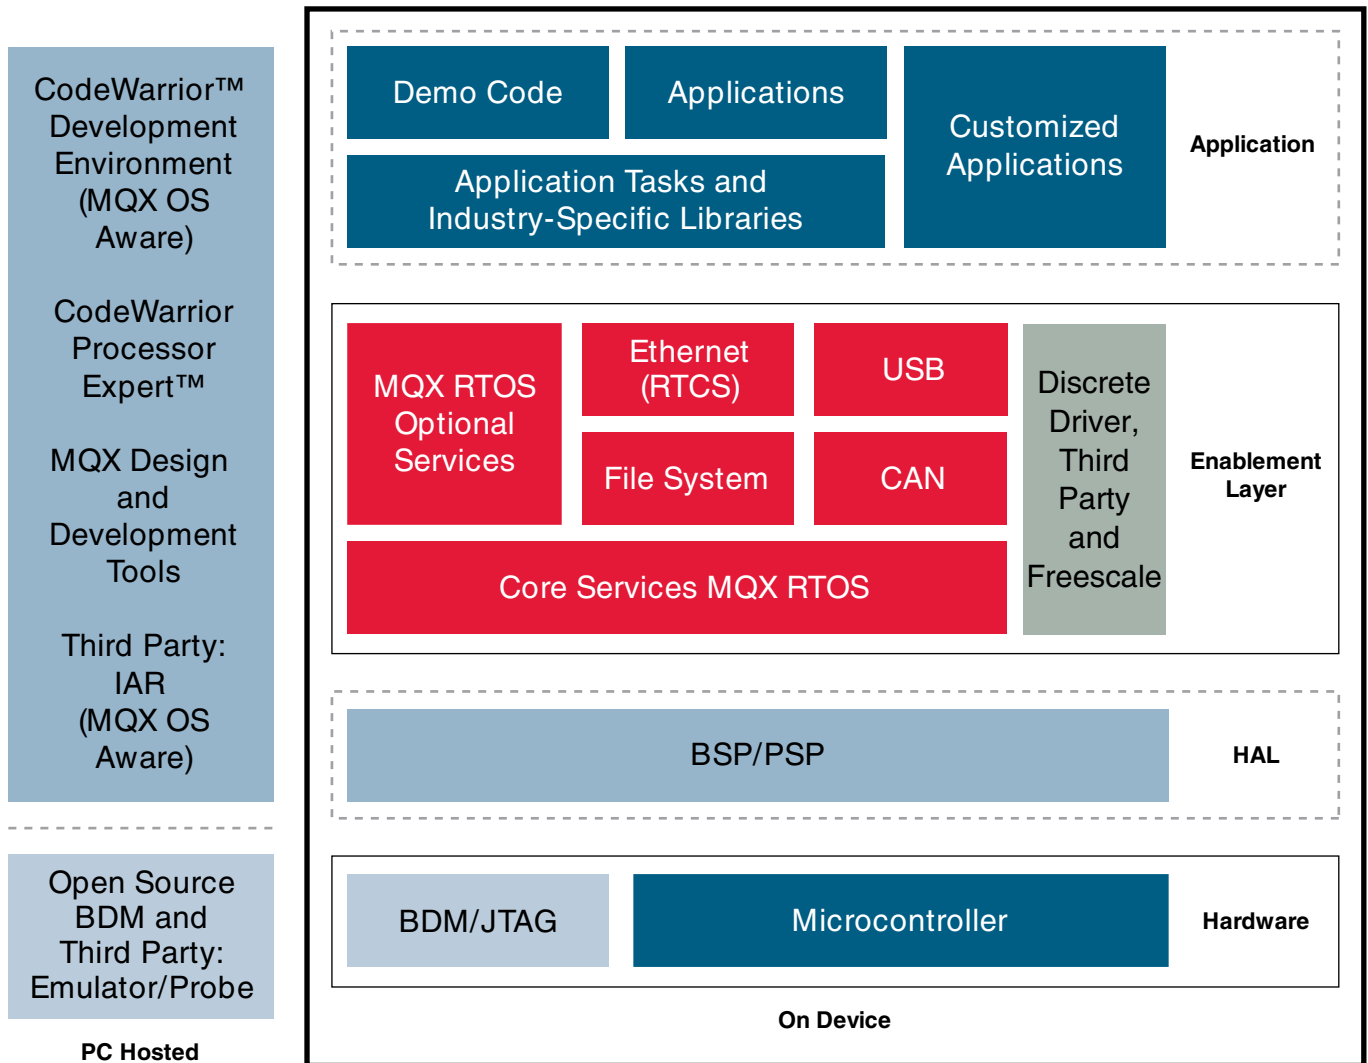 CodeWarrior™
Development
Environment
(MQX OS
Aware)
CodeWarrior
Processor
Expert™
MQX Design
and
Development
Tools
Third Party:
IAR
(MQX OS
Aware)
Open Source
BDM and
Third Party:
Emulator/Probe
PC Hosted
Demo Code
Applications
Application Tasks and
Industry-Specific Libraries
Customized
Applications
Application
MQX RTOS
Optional
Services
Ethernet
(RTCS)
USB
File System
CAN
Core Services MQX RTOS
Discrete
Driver,
Third
Party
and
Freescale
Enablement
Layer
BSP/PSP
HAL
BDM/JTAG
Microcontroller
Hardware
On Device